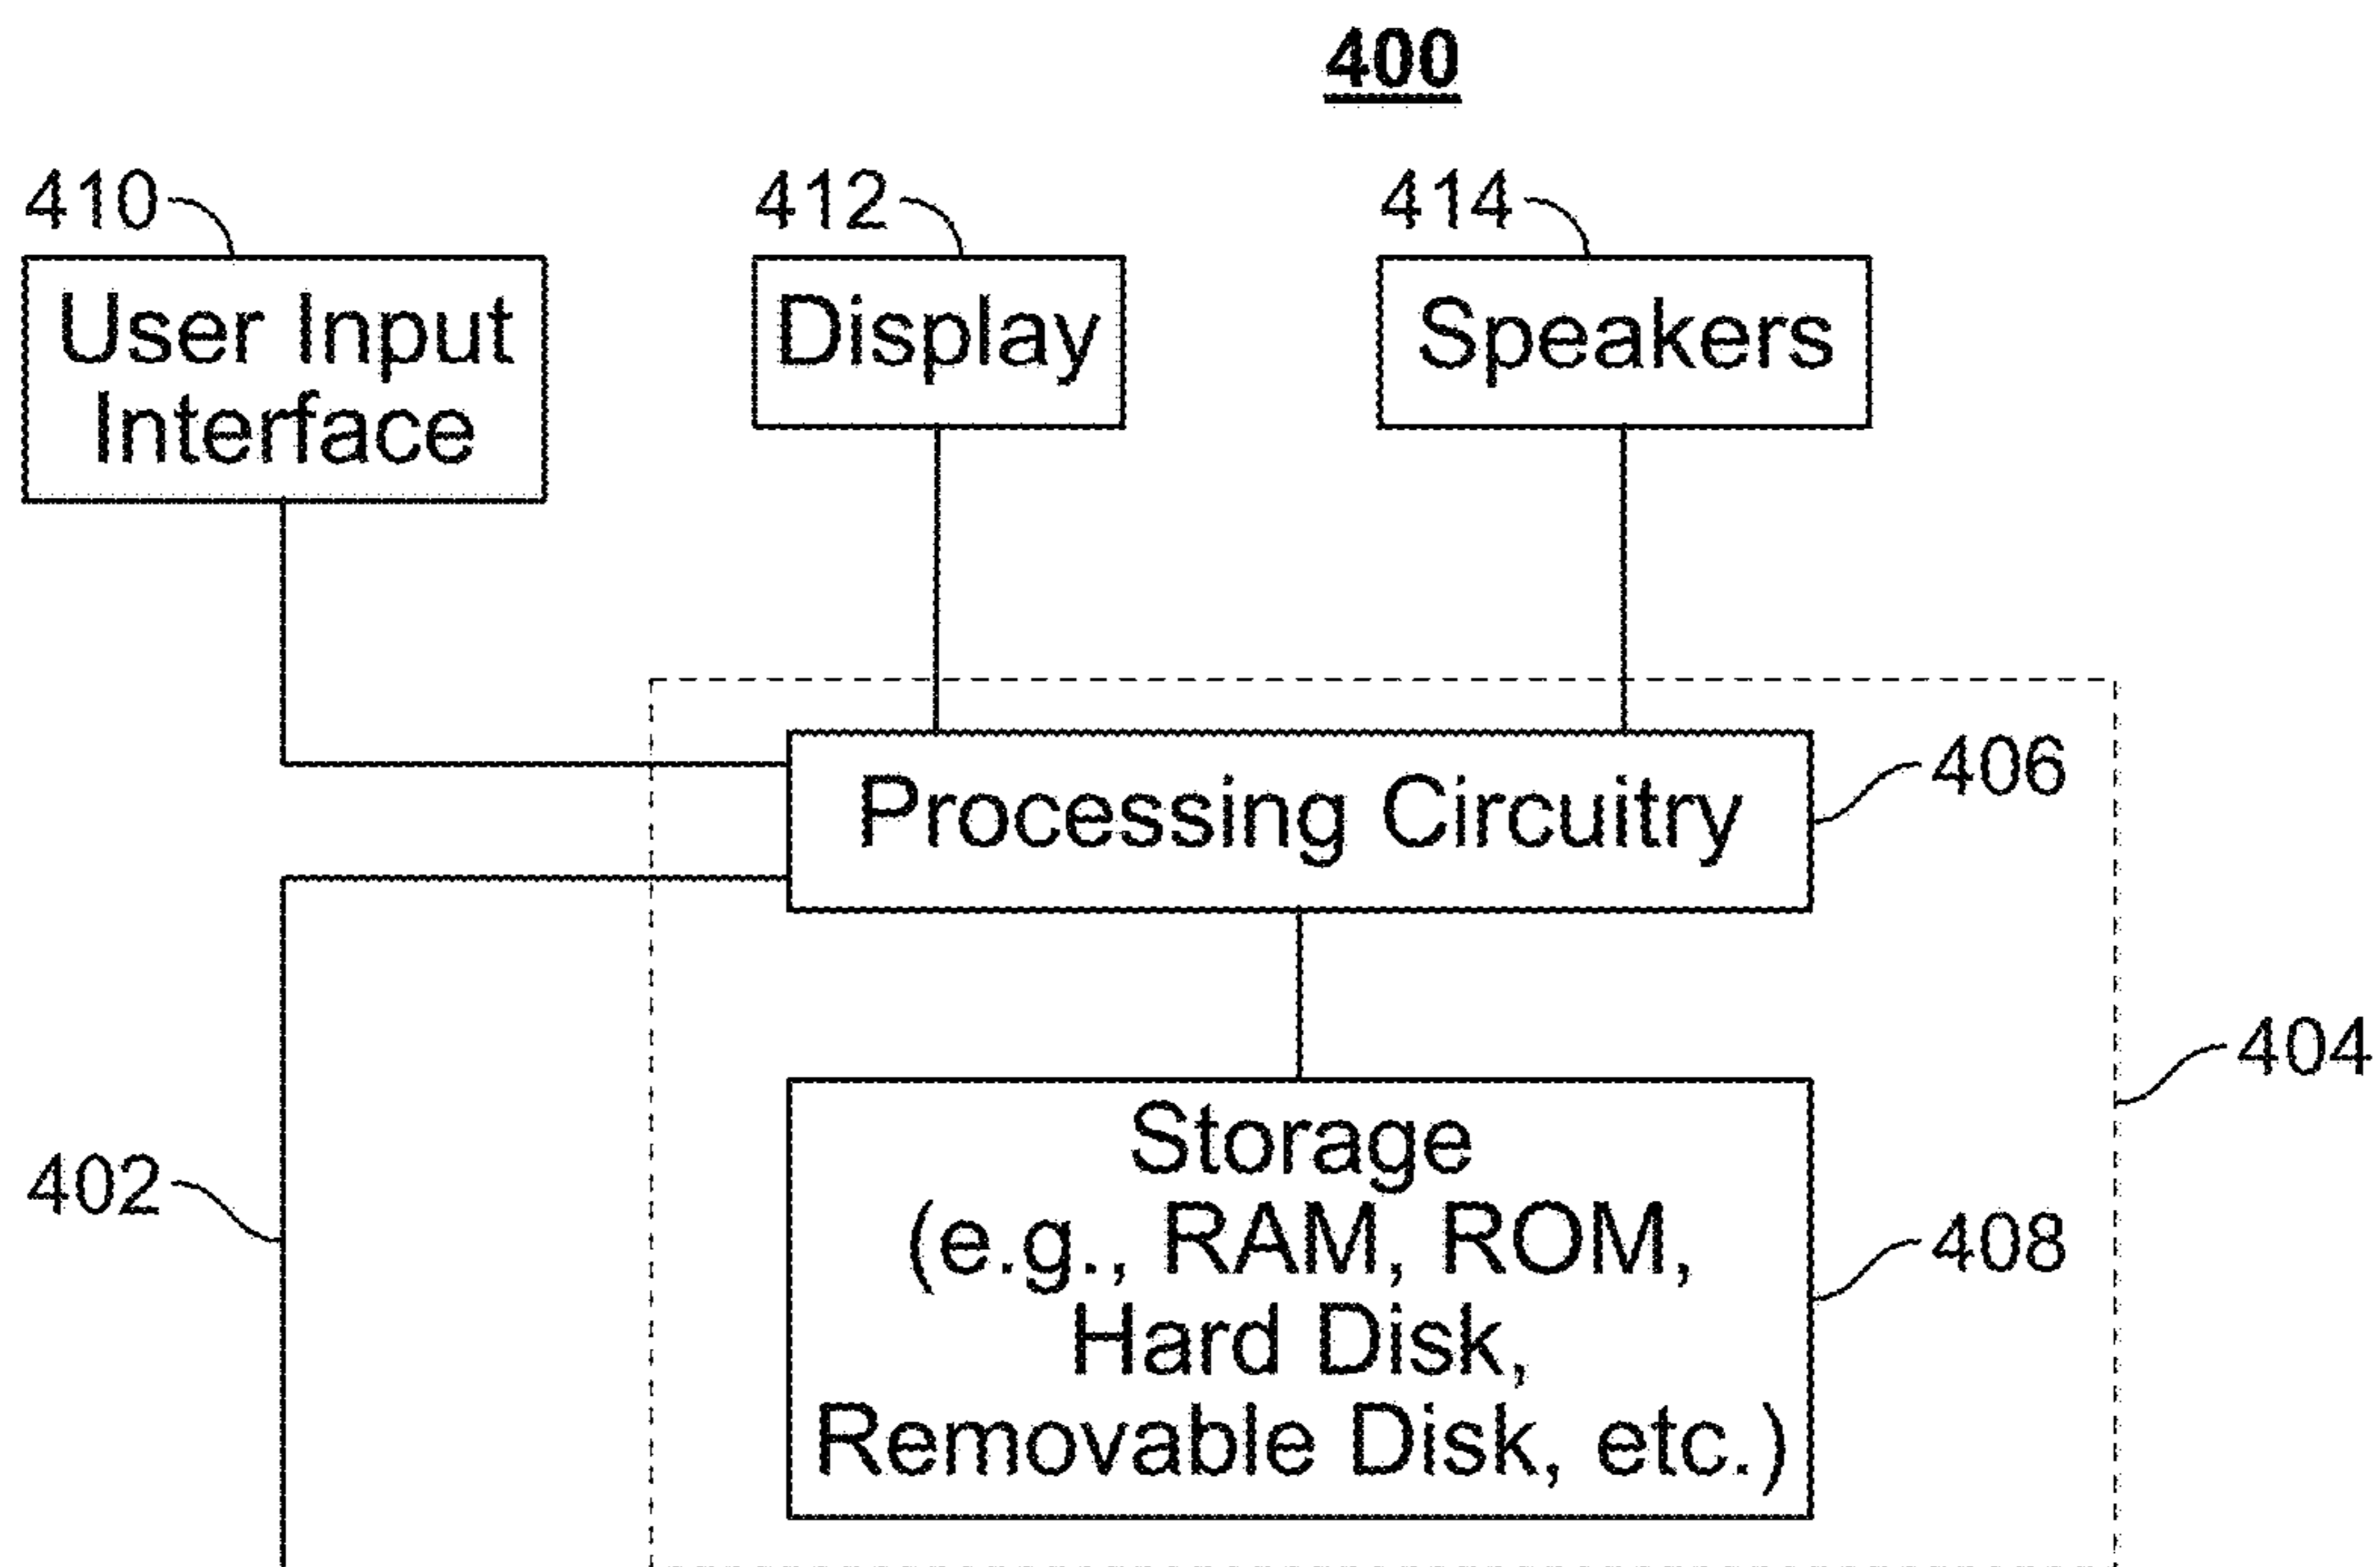 400
410
412
414
User Input
Interface
Display
Speakers
Processing Circuitry
406
404
402
Storage
(e.g., RAM, ROM,
Hard Disk,
Removable Disk, etc.)
408